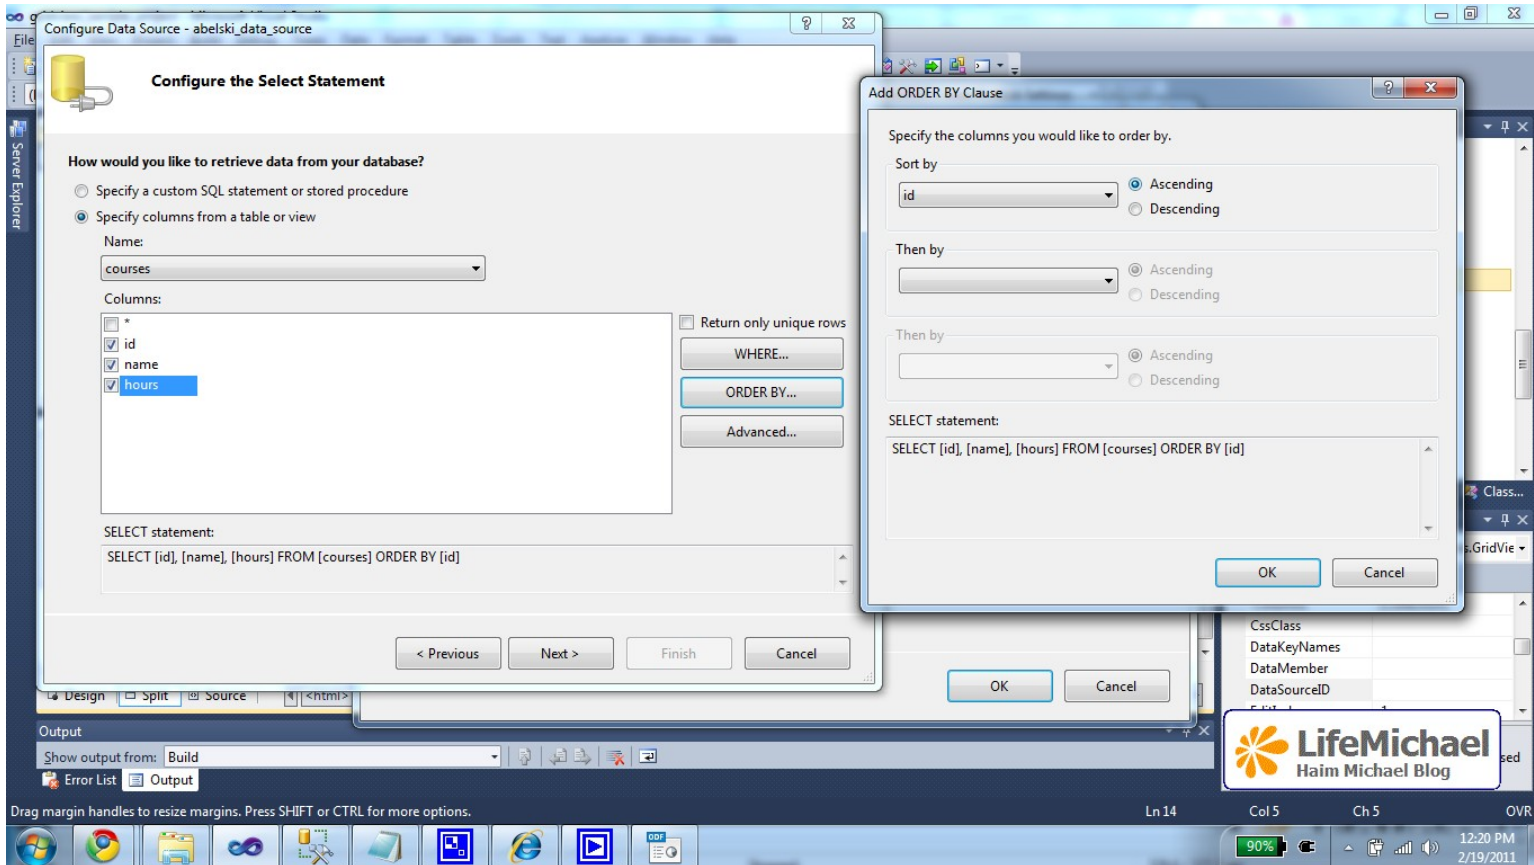 Configure Data Source - abelski_data_source
File
Configure the Select Statement
How would you like to retrieve data from your database?
Specify a custom SQL statement or stored procedure
Specify columns from a table or view
Name:
courses
Columns:
*
id
name
hours
Return only unique rows
WHERE...
ORDER BY...
Advanced...
SELECT statement:
SELECT [id], [name], [hours] FROM [courses] ORDER BY [id]
< Previous
Next >
Finish
Cancel
Add ORDER BY Clause
Specify the columns you would like to order by.
Sort by
id
Ascending
Descending
Then by
Ascending
Descending
Then by
Ascending
Descending
SELECT statement:
SELECT [id], [name], [hours] FROM [courses] ORDER BY [id]
OK
Cancel
Server Explorer
Class...
.GridVie
CssClass
DataKeyNames
DataMember
DataSourceID
OK
Cancel
Design
Split
Source
<html>
Output
Show output from: Build
Error List
Output
LifeMichael
Haim Michael Blog
Drag margin handles to resize margins. Press SHIFT or CTRL for more options.
Ln 14
Col 5
Ch 5
OVR
ODF
90%
12:20 PM
2/19/2011